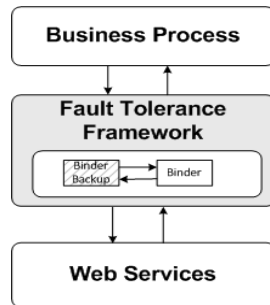 Business Process
Fault Tolerance
Framework
Binder
Backup
Binder
Web Services